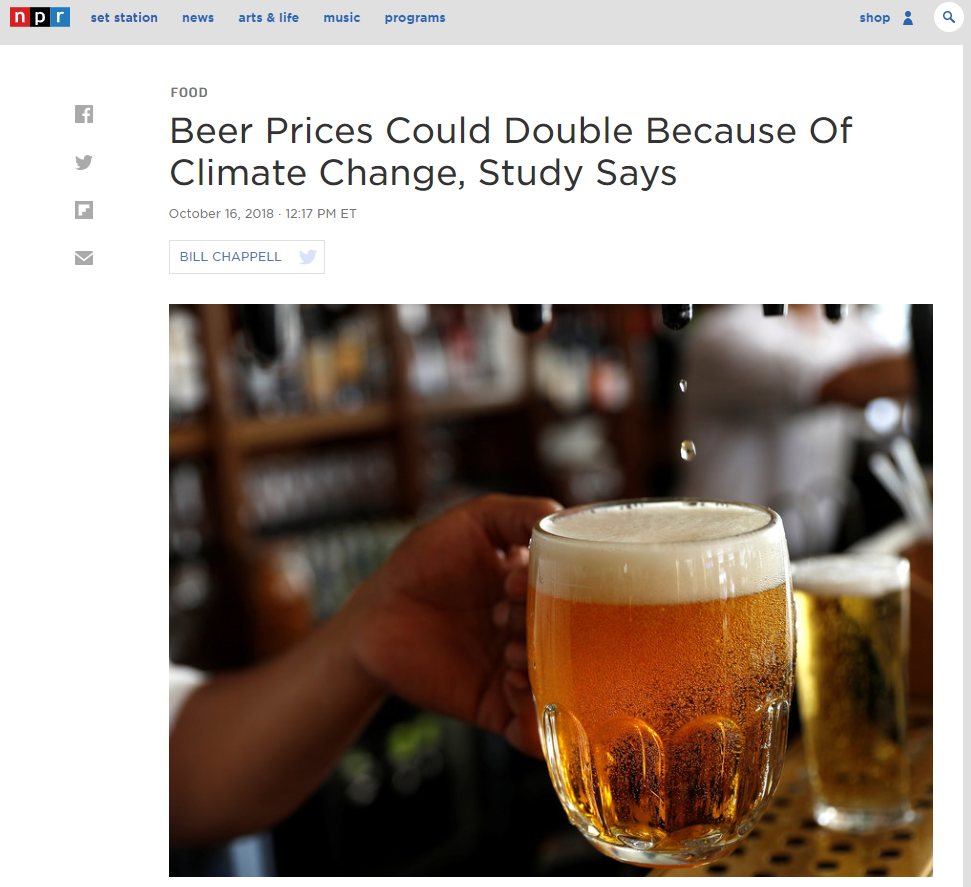 npr set station news arts & life music programs shop
FOOD
Beer Prices Could Double Because Of
Climate Change, Study Says
October 16, 2018 · 12:17 PM ET
BILL CHAPPELL